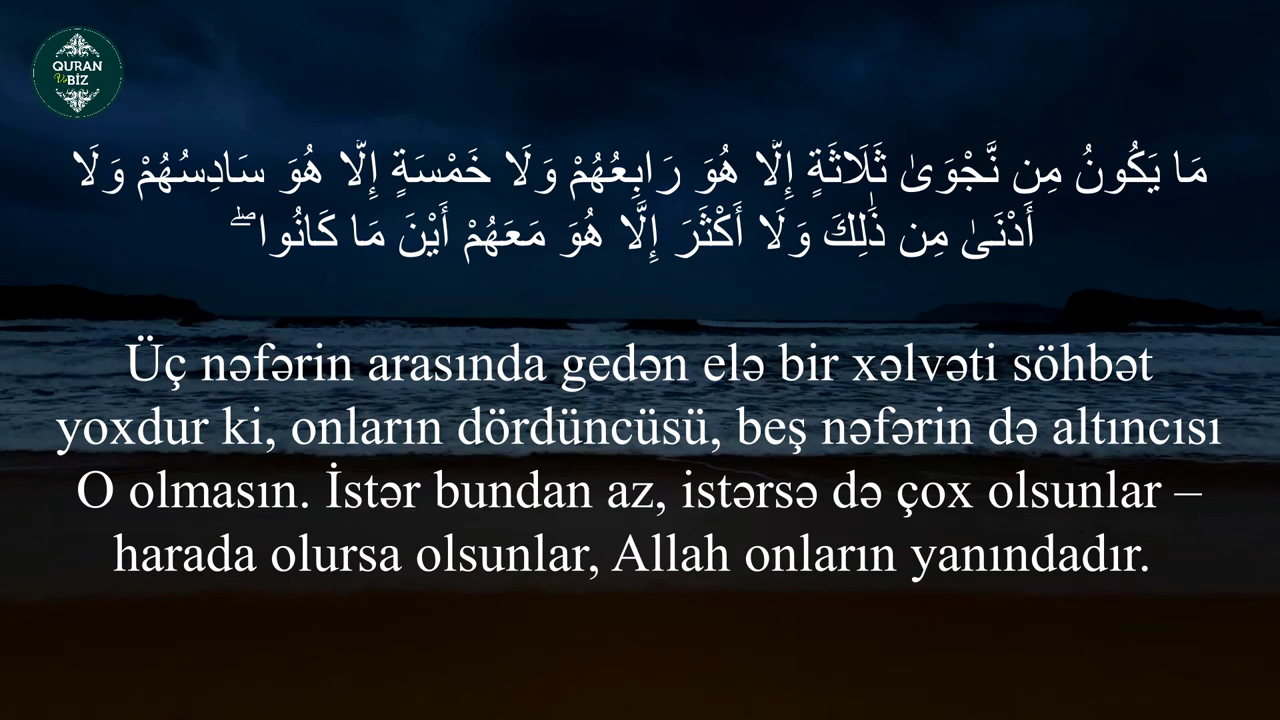 QURAN
Və BİZ
مَا يَكُونُ مِن نَّجْوَىٰ ثَلَاثَةٍ إِلَّا هُوَ رَابِعُهُمْ وَلَا خَمْسَةٍ إِلَّا هُوَ سَادِسُهُمْ وَلَا
أَدْنَىٰ مِن ذَٰلِكَ وَلَا أَكْثَرَ إِلَّا هُوَ مَعَهُمْ أَيْنَ مَا كَانُوا ۖ
Üç nəfərin arasında gedən elə bir xəlvəti söhbət
yoxdur ki, onların dördüncüsü, beş nəfərin də altıncısı
O olmasın. İstər bundan az, istərsə də çox olsunlar –
harada olursa olsunlar, Allah onların yanındadır.